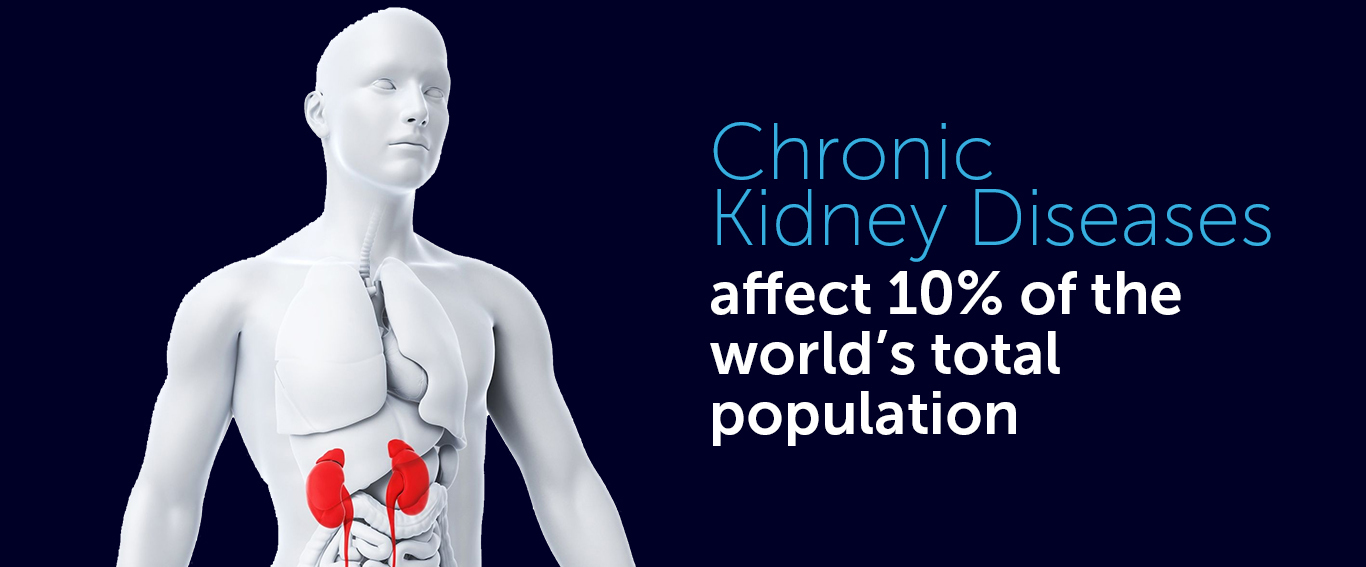 Chronic
Kidney Diseases
affect 10% of the
world’s total
population